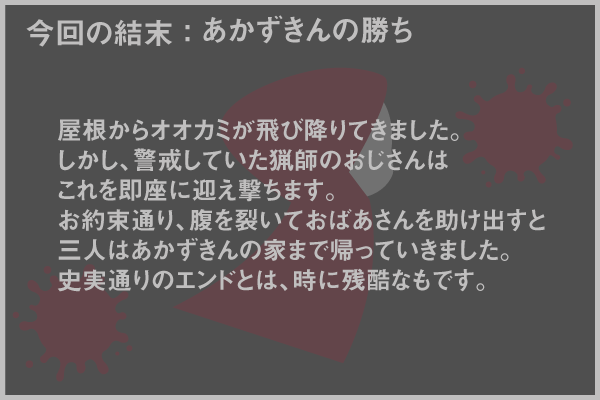 今回の結末：あかずきんの勝ち
屋根からオオカミが飛び降りてきました。
しかし、警戒していた猟師のおじさんは
これを即座に迎え撃ちます。
お約束通り、腹を裂いておばあさんを助け出すと
三人はあかずきんの家まで帰っていきました。
史実通りのエンドとは、時に残酷なもです。